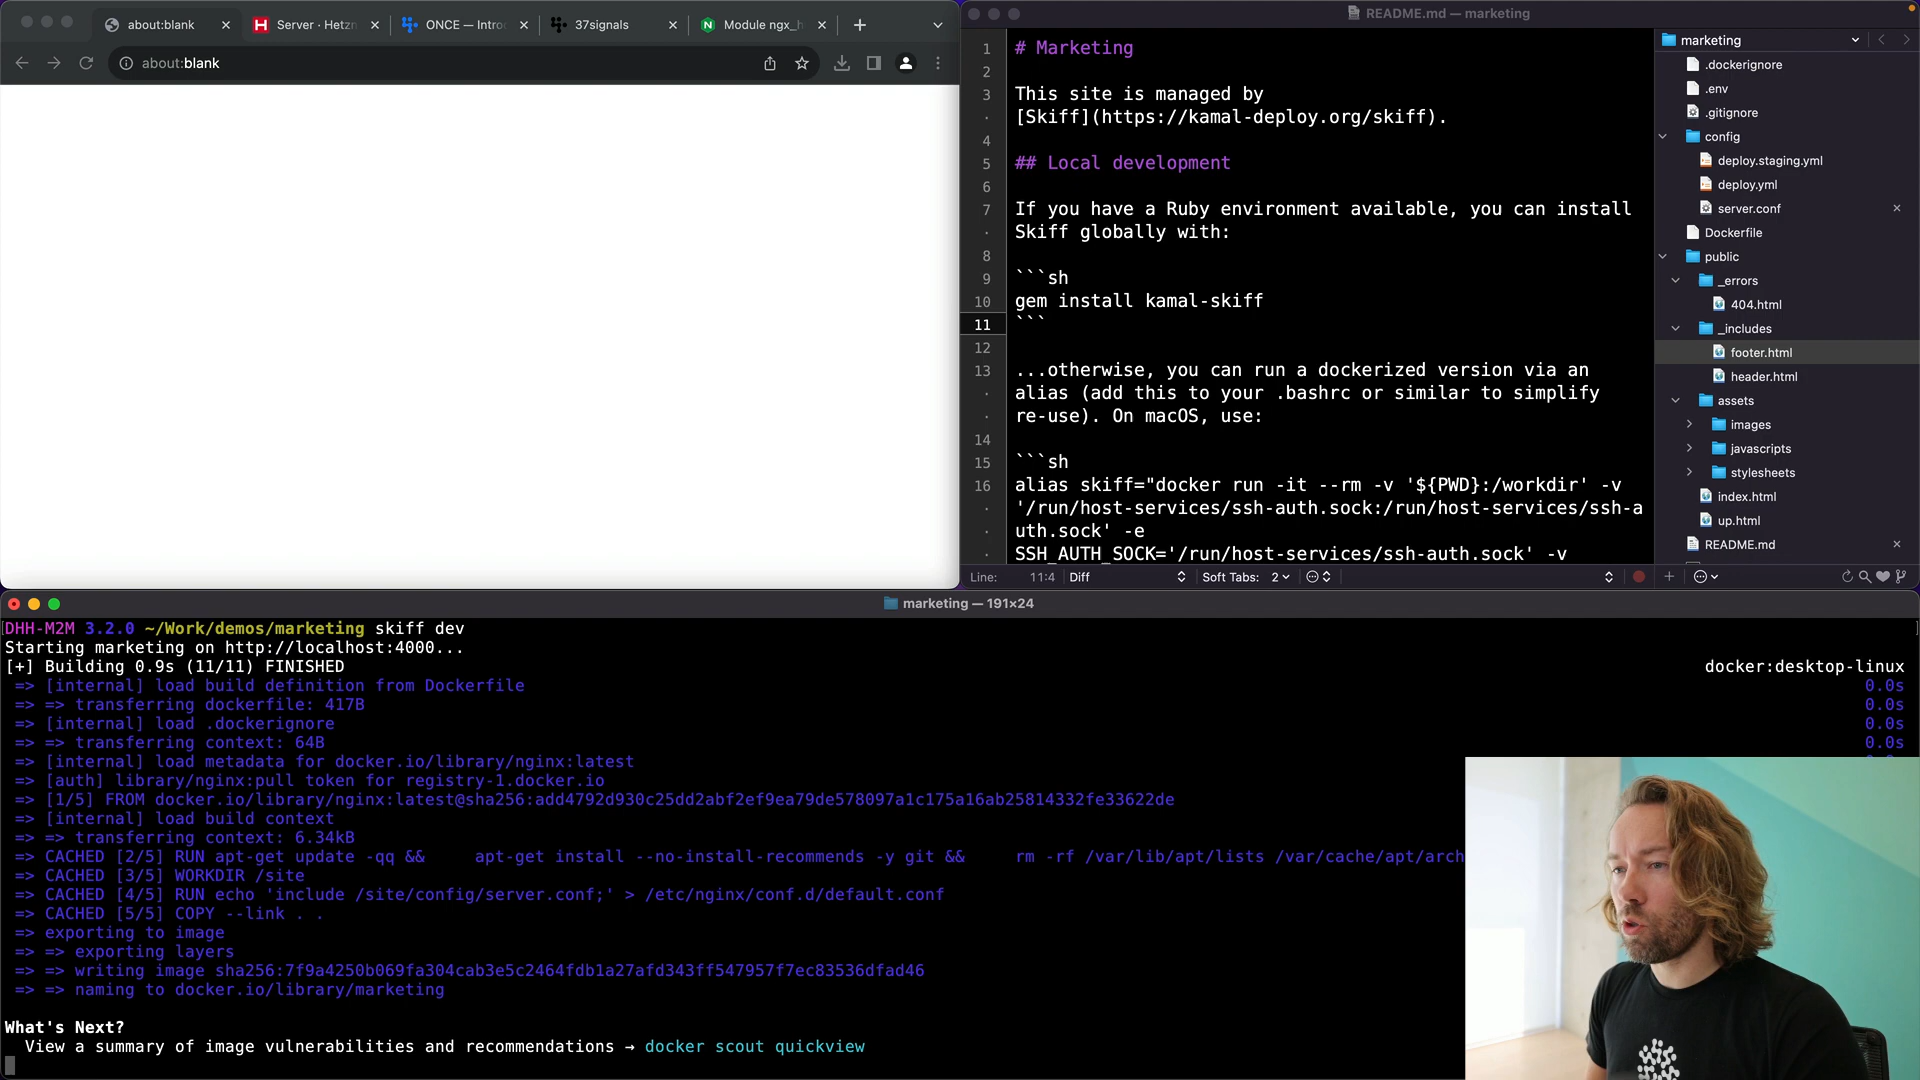 about:blank
Server · Hetzn
ONCE — Intro
37signals
Module ngx_h
about:blank
README.md — marketing
1 # Marketing
2
3 This site is managed by
· [Skiff](https://kamal-deploy.org/skiff).
4
5 ## Local development
6
7 If you have a Ruby environment available, you can install
· Skiff globally with:
8
9 ```sh
10 gem install kamal-skiff
11 ```
12
13 ...otherwise, you can run a dockerized version via an
· alias (add this to your .bashrc or similar to simplify
· re-use). On macOS, use:
14
15 ```sh
16 alias skiff="docker run -it --rm -v '${PWD}:/workdir' -v
· '/run/host-services/ssh-auth.sock:/run/host-services/ssh-a
· uth.sock' -e
· SSH_AUTH_SOCK='/run/host-services/ssh-auth.sock' -v
Line: 11:4 Diff Soft Tabs: 2
marketing
.dockerignore
.env
.gitignore
config
deploy.staging.yml
deploy.yml
server.conf
Dockerfile
public
_errors
404.html
_includes
footer.html
header.html
assets
images
javascripts
stylesheets
index.html
up.html
README.md
marketing — 191×24
DHH-M2M 3.2.0 ~/Work/demos/marketing skiff dev
Starting marketing on http://localhost:4000...
[+] Building 0.9s (11/11) FINISHED docker:desktop-linux
=> [internal] load build definition from Dockerfile 0.0s
=> => transferring dockerfile: 417B 0.0s
=> [internal] load .dockerignore 0.0s
=> => transferring context: 64B 0.0s
=> [internal] load metadata for docker.io/library/nginx:latest
=> [auth] library/nginx:pull token for registry-1.docker.io
=> [1/5] FROM docker.io/library/nginx:latest@sha256:add4792d930c25dd2abf2ef9ea79de578097a1c175a16ab25814332fe33622de
=> [internal] load build context
=> => transferring context: 6.34kB
=> CACHED [2/5] RUN apt-get update -qq && apt-get install --no-install-recommends -y git && rm -rf /var/lib/apt/lists /var/cache/apt/arch
=> CACHED [3/5] WORKDIR /site
=> CACHED [4/5] RUN echo 'include /site/config/server.conf;' > /etc/nginx/conf.d/default.conf
=> CACHED [5/5] COPY --link . .
=> exporting to image
=> => exporting layers
=> => writing image sha256:7f9a4250b069fa304cab3e5c2464fdb1a27afd343ff547957f7ec83536dfad46
=> => naming to docker.io/library/marketing
What's Next?
View a summary of image vulnerabilities and recommendations → docker scout quickview